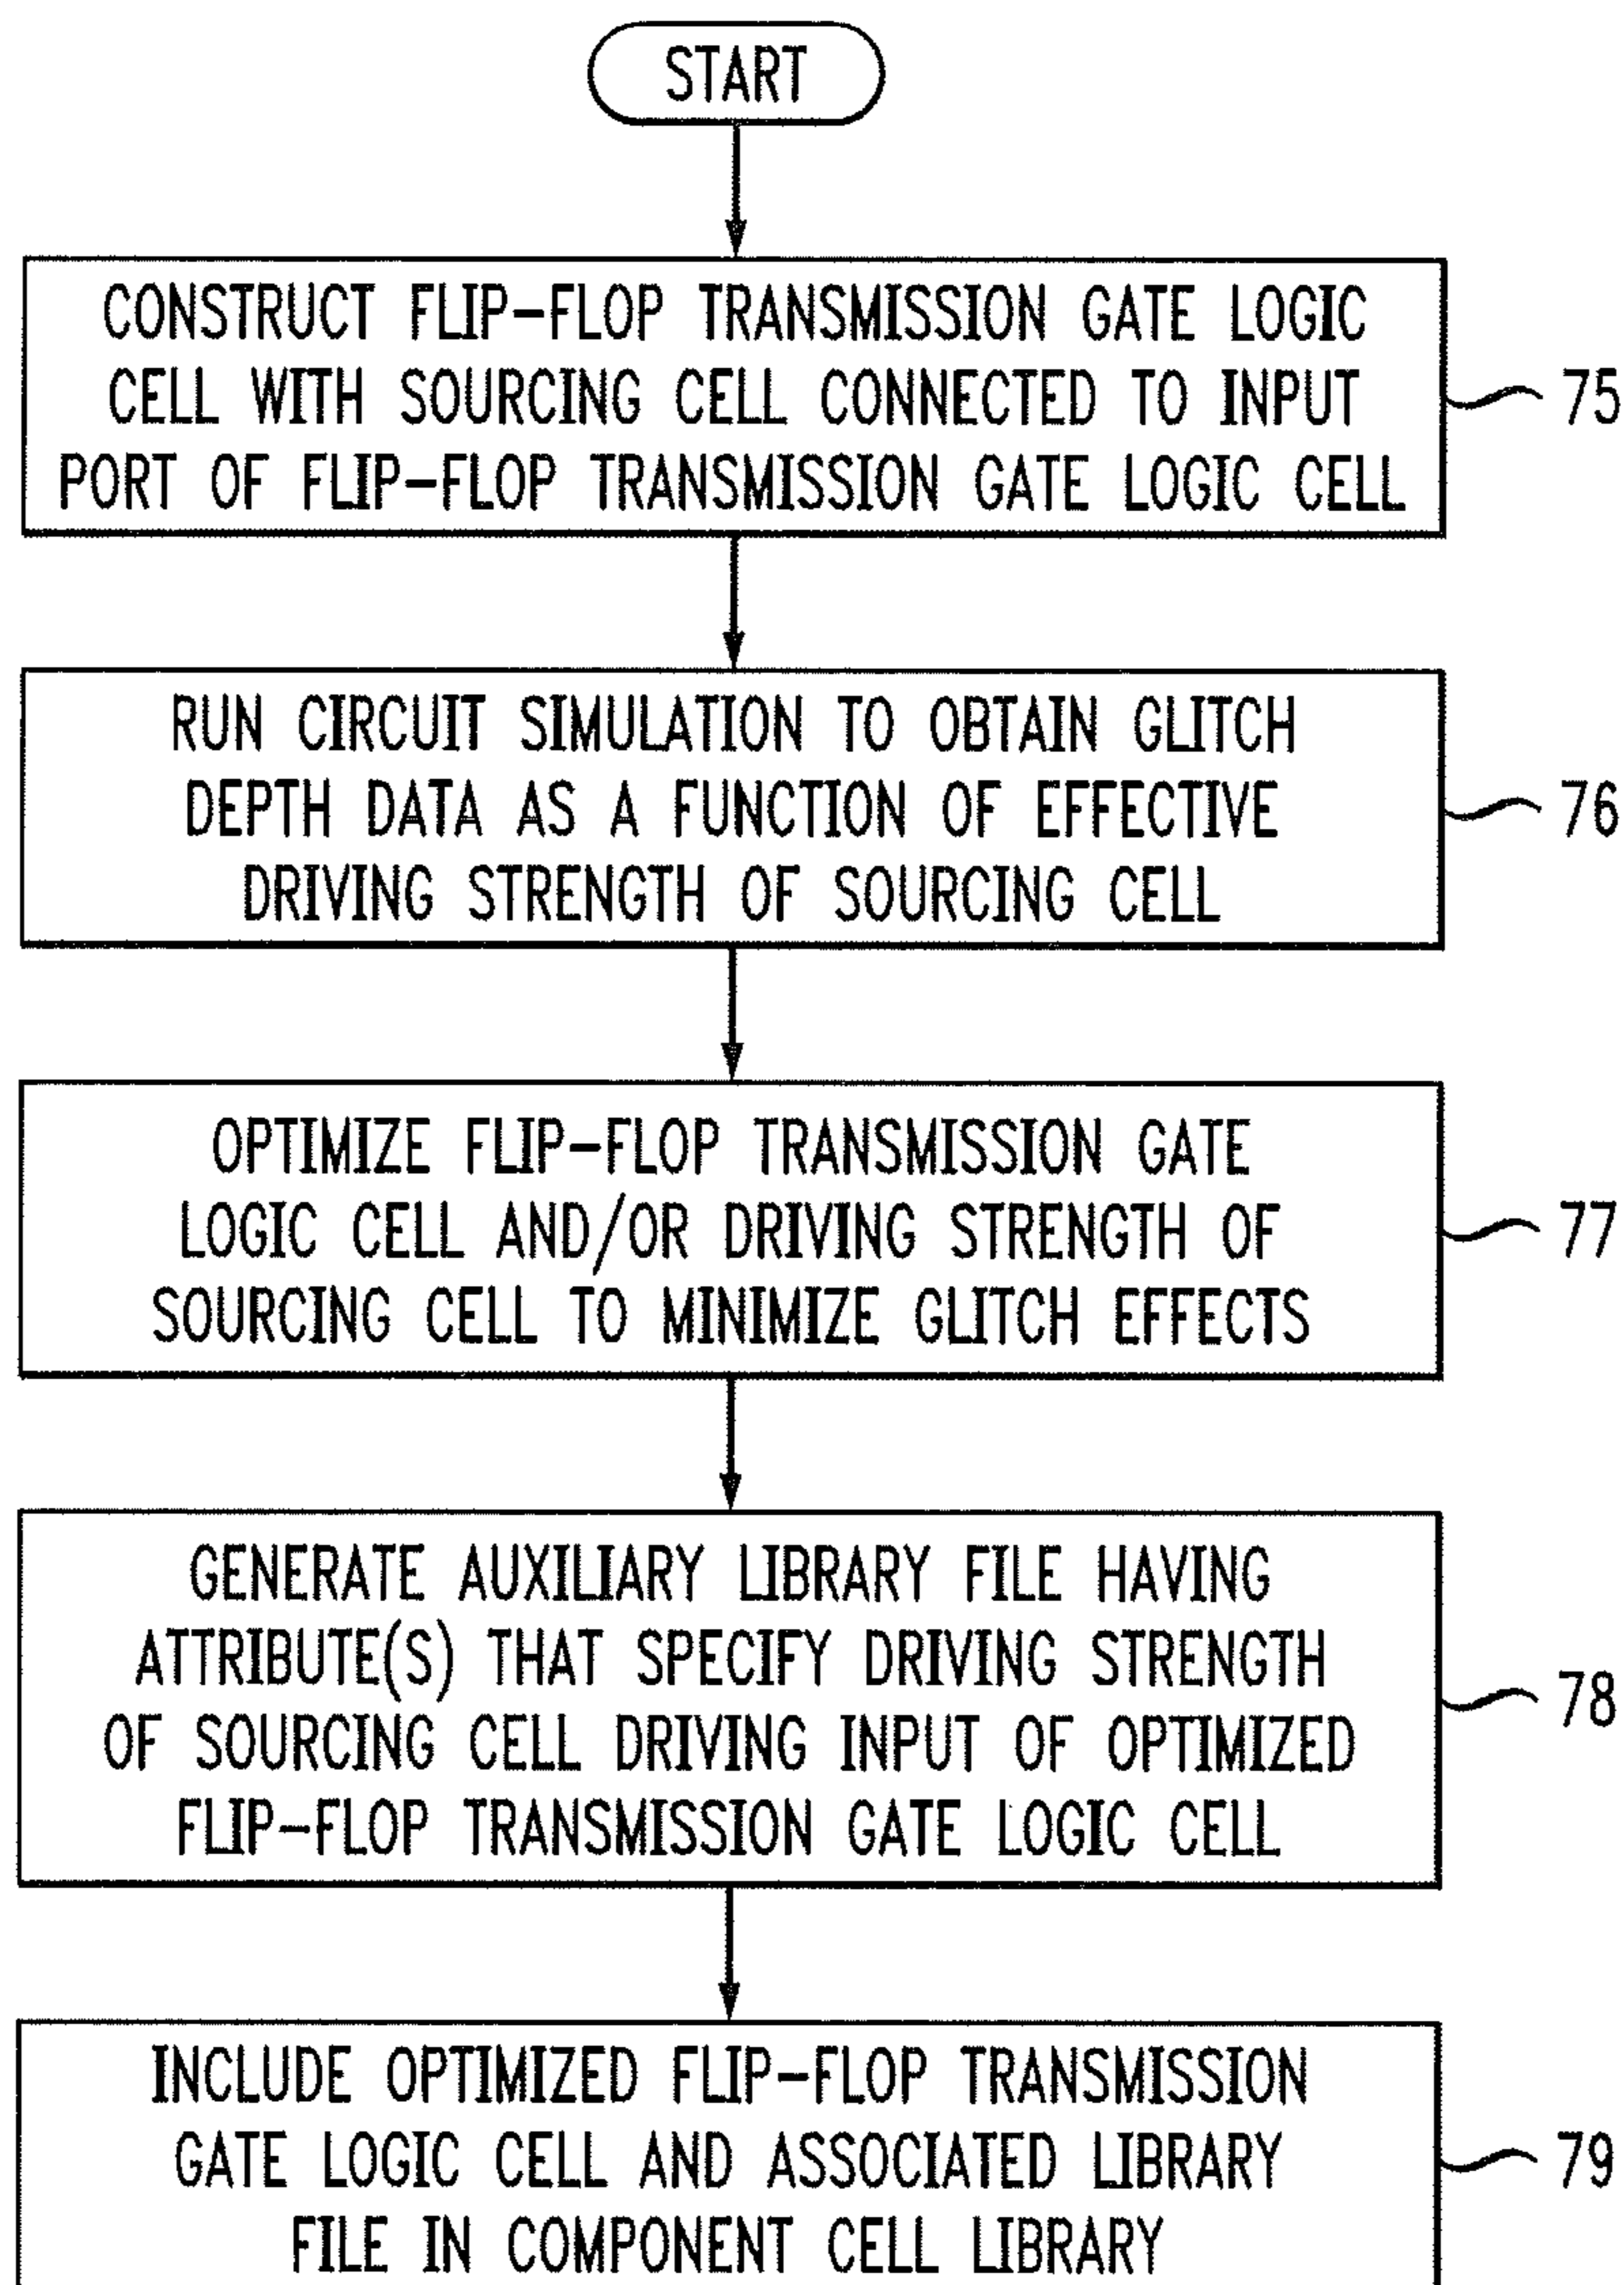 START
CONSTRUCT FLIP-FLOP TRANSMISSION GATE LOGIC
CELL WITH SOURCING CELL CONNECTED TO INPUT
PORT OF FLIP-FLOP TRANSMISSION GATE LOGIC CELL
75
RUN CIRCUIT SIMULATION TO OBTAIN GLITCH
DEPTH DATA AS A FUNCTION OF EFFECTIVE
DRIVING STRENGTH OF SOURCING CELL
76
OPTIMIZE FLIP-FLOP TRANSMISSION GATE
LOGIC CELL AND/OR DRIVING STRENGTH OF
SOURCING CELL TO MINIMIZE GLITCH EFFECTS
77
GENERATE AUXILIARY LIBRARY FILE HAVING
ATTRIBUTE(S) THAT SPECIFY DRIVING STRENGTH
OF SOURCING CELL DRIVING INPUT OF OPTIMIZED
FLIP-FLOP TRANSMISSION GATE LOGIC CELL
78
INCLUDE OPTIMIZED FLIP-FLOP TRANSMISSION
GATE LOGIC CELL AND ASSOCIATED LIBRARY
FILE IN COMPONENT CELL LIBRARY
79